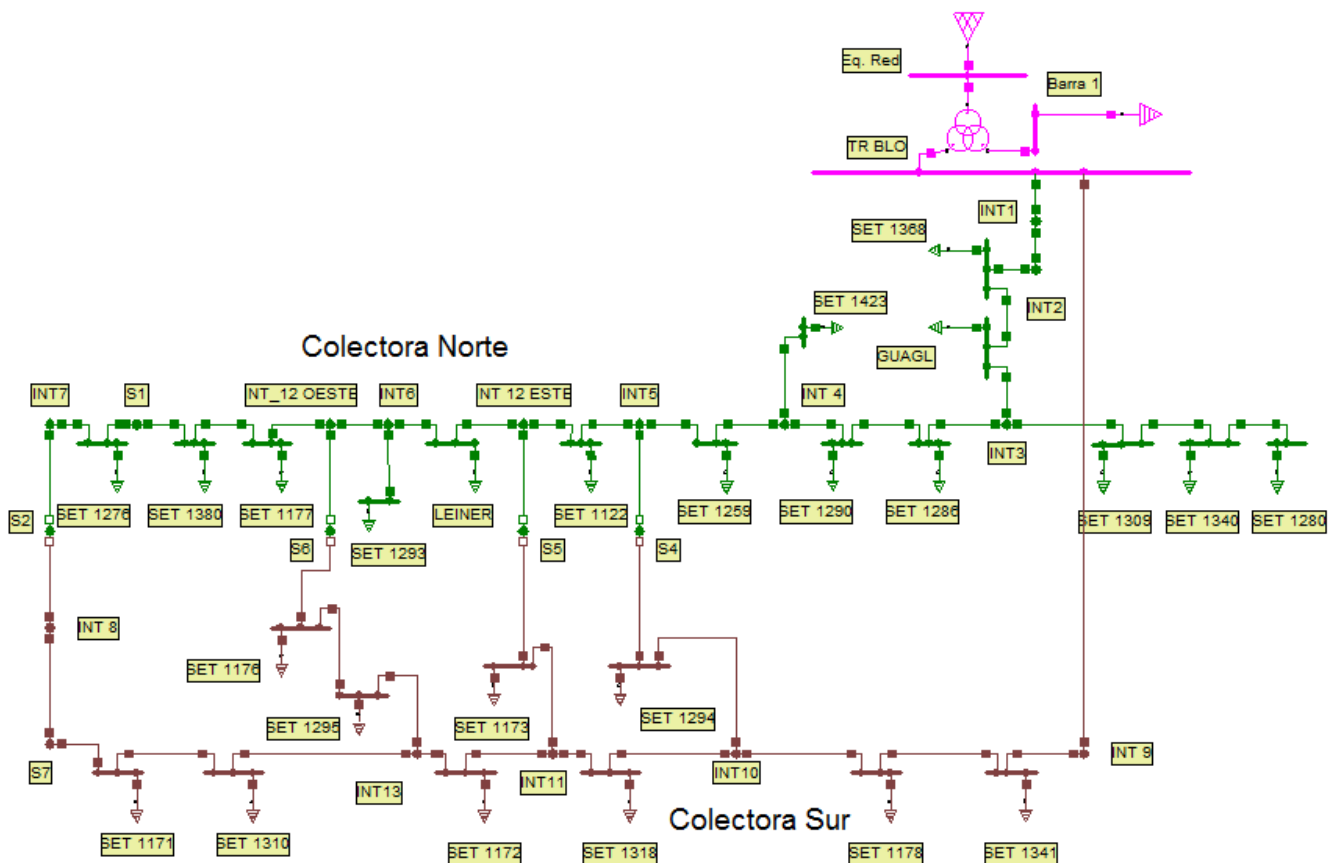 Eq. Red
Barra 1
TR BLO
INT1
SET 1368
SET 1423
INT2
Colectora Norte
GUAGL
INT7
S1
NT_12 OESTE
INT6
NT 12 ESTE
INT5
INT 4
INT3
S2
SET 1276
SET 1380
SET 1177
LEINER
SET 1122
SET 1259
SET 1290
SET 1286
SET 1309
SET 1340
SET 1280
S6
SET 1293
S5
S4
INT 8
SET 1176
SET 1295
SET 1173
SET 1294
S7
INT13
INT11
INT10
INT 9
Colectora Sur
SET 1171
SET 1310
SET 1172
SET 1318
SET 1178
SET 1341